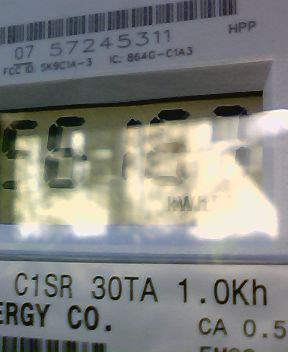 HPP
07 57245311
FCC ID: SK9C1A-3 IC: 864G-C1A3
KWH
C1SR 30TA 1.0Kh
ERGY CO.
CA 0.5